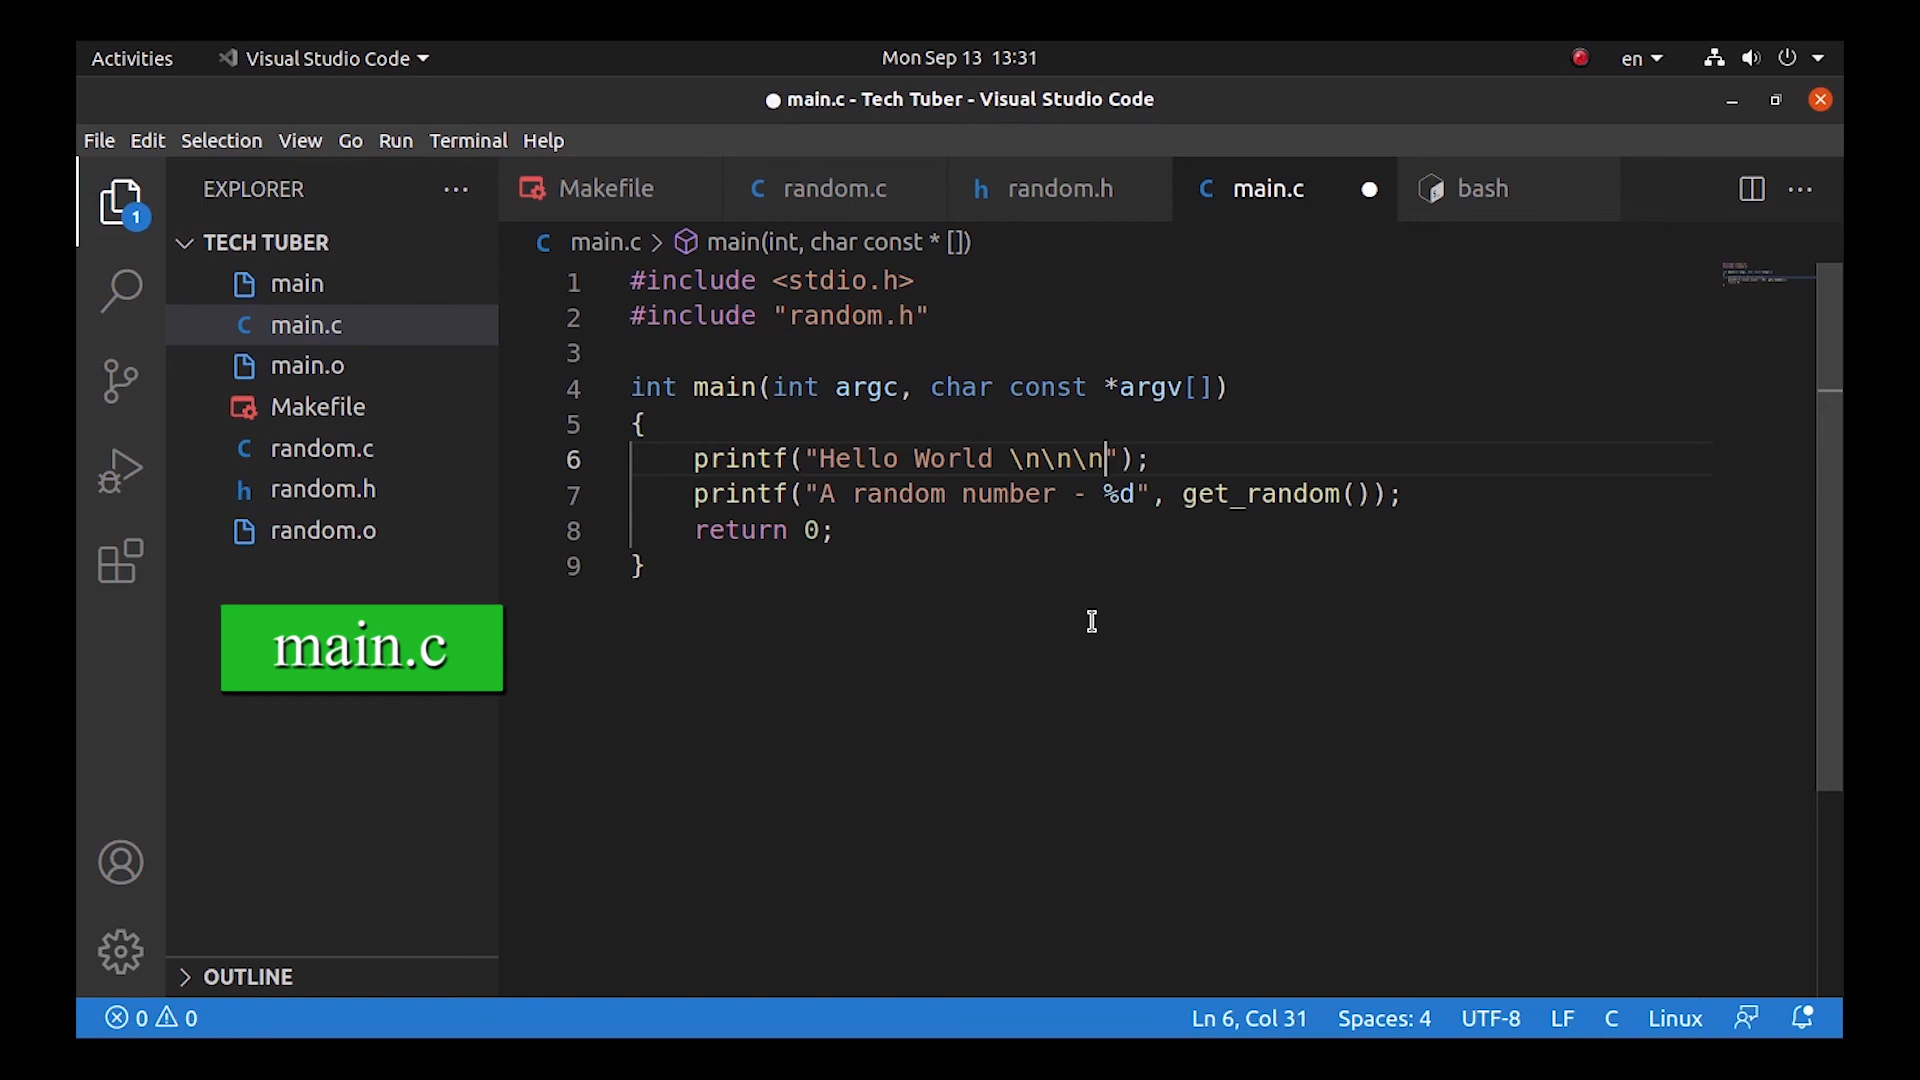 Activities Visual Studio Code Mon Sep 13 13:31 en
main.c - Tech Tuber - Visual Studio Code
File Edit Selection View Go Run Terminal Help
EXPLORER ... Makefile C random.c h random.h C main.c bash ...
1
TECH TUBER
C main.c > main(int, char const * [])
main
C main.c
main.o
Makefile
C random.c
h random.h
random.o
1 #include <stdio.h>
2 #include "random.h"
3
4 int main(int argc, char const *argv[])
5 {
6 printf("Hello World \n\n\n");
7 printf("A random number - %d", get_random());
8 return 0;
9 }
main.c
OUTLINE
0 0 Ln 6, Col 31 Spaces: 4 UTF-8 LF C Linux